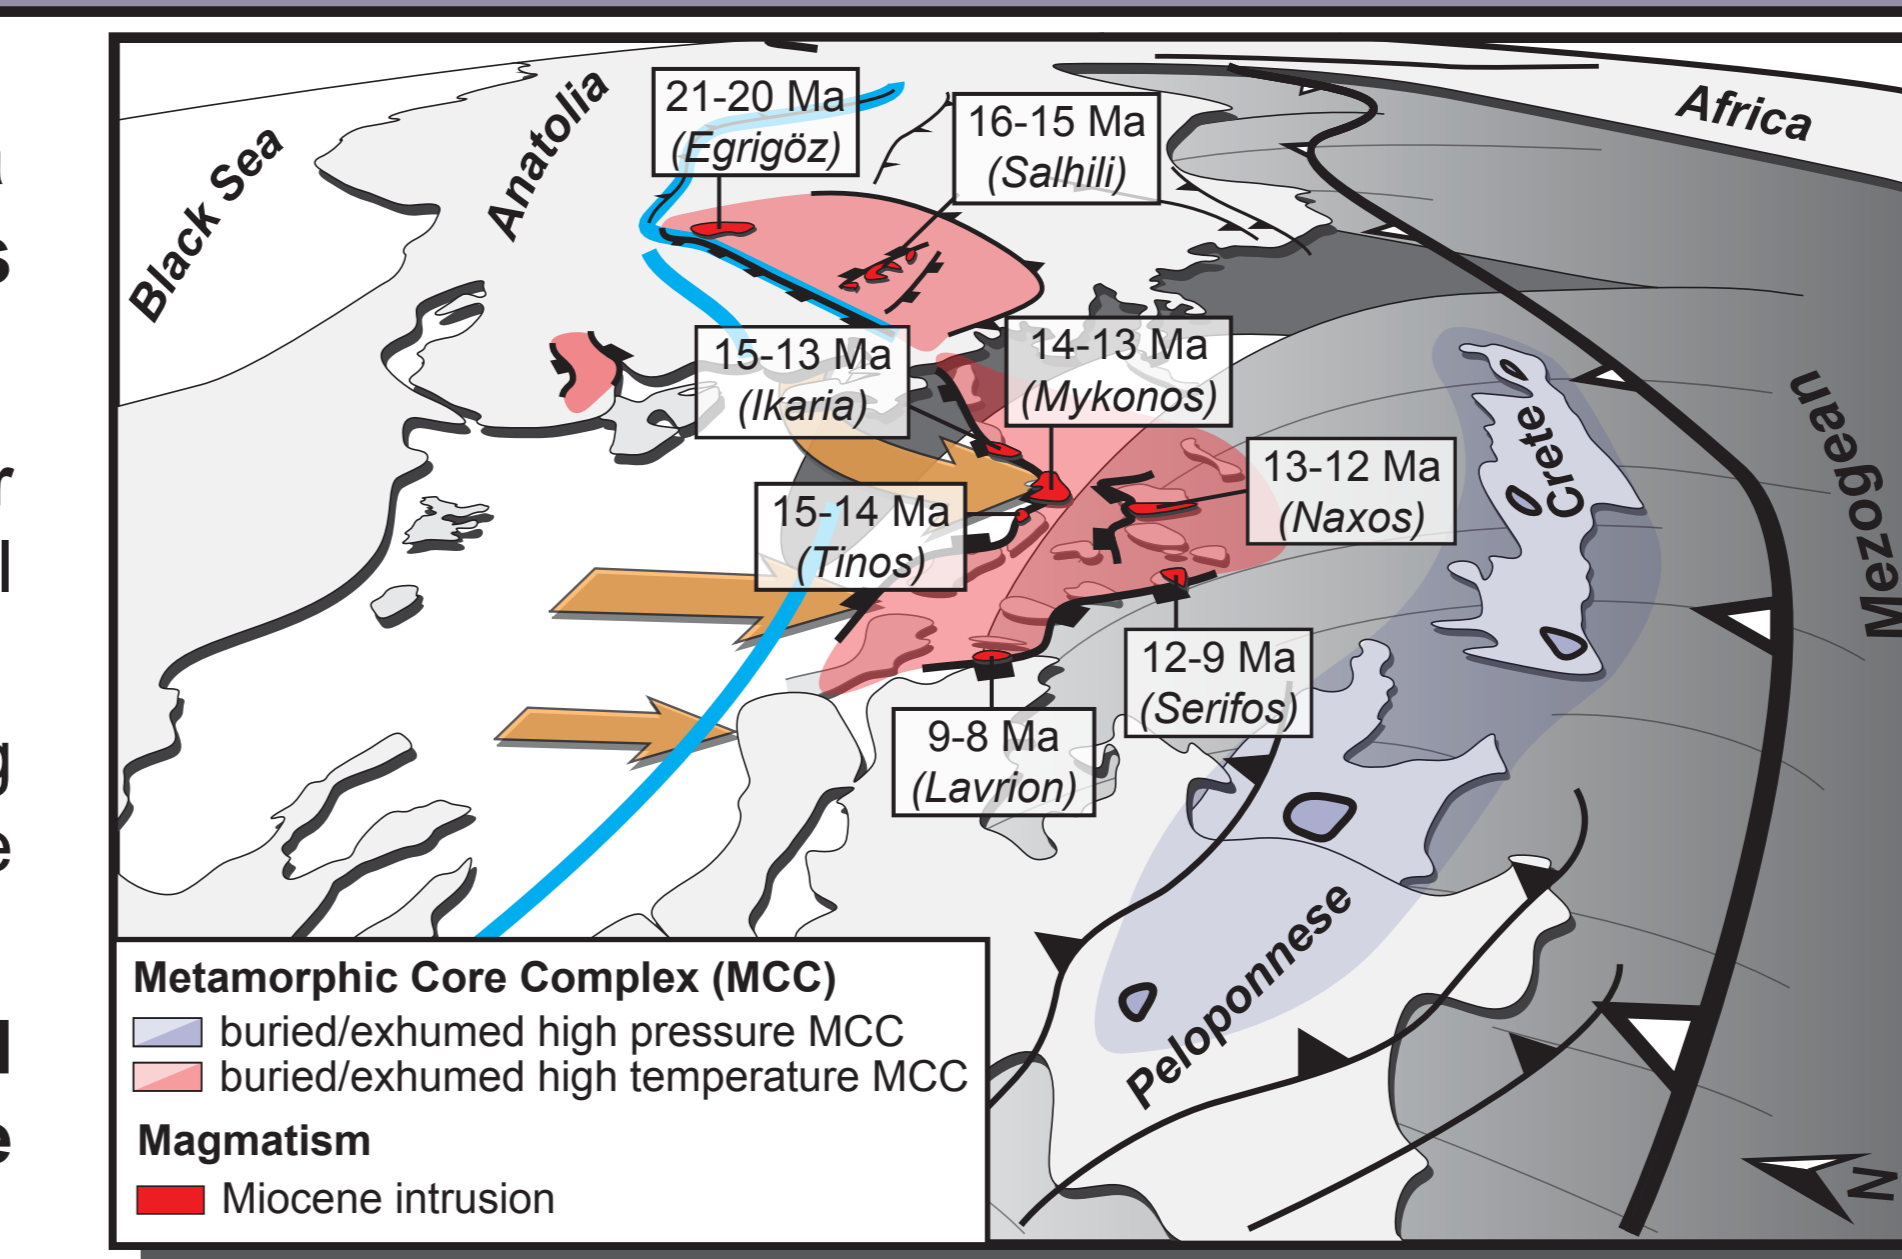 Black Sea
Anatolia
21-20 Ma
(Egrigöz)
16-15 Ma
(Salhili)
Africa
15-13 Ma
(Ikaria)
14-13 Ma
(Mykonos)
13-12 Ma
(Naxos)
15-14 Ma
(Tinos)
12-9 Ma
(Serifos)
9-8 Ma
(Lavrion)
Crete
Mezogean
Peloponnese
N
Metamorphic Core Complex (MCC)
buried/exhumed high pressure MCC
buried/exhumed high temperature MCC
Magmatism
Miocene intrusion